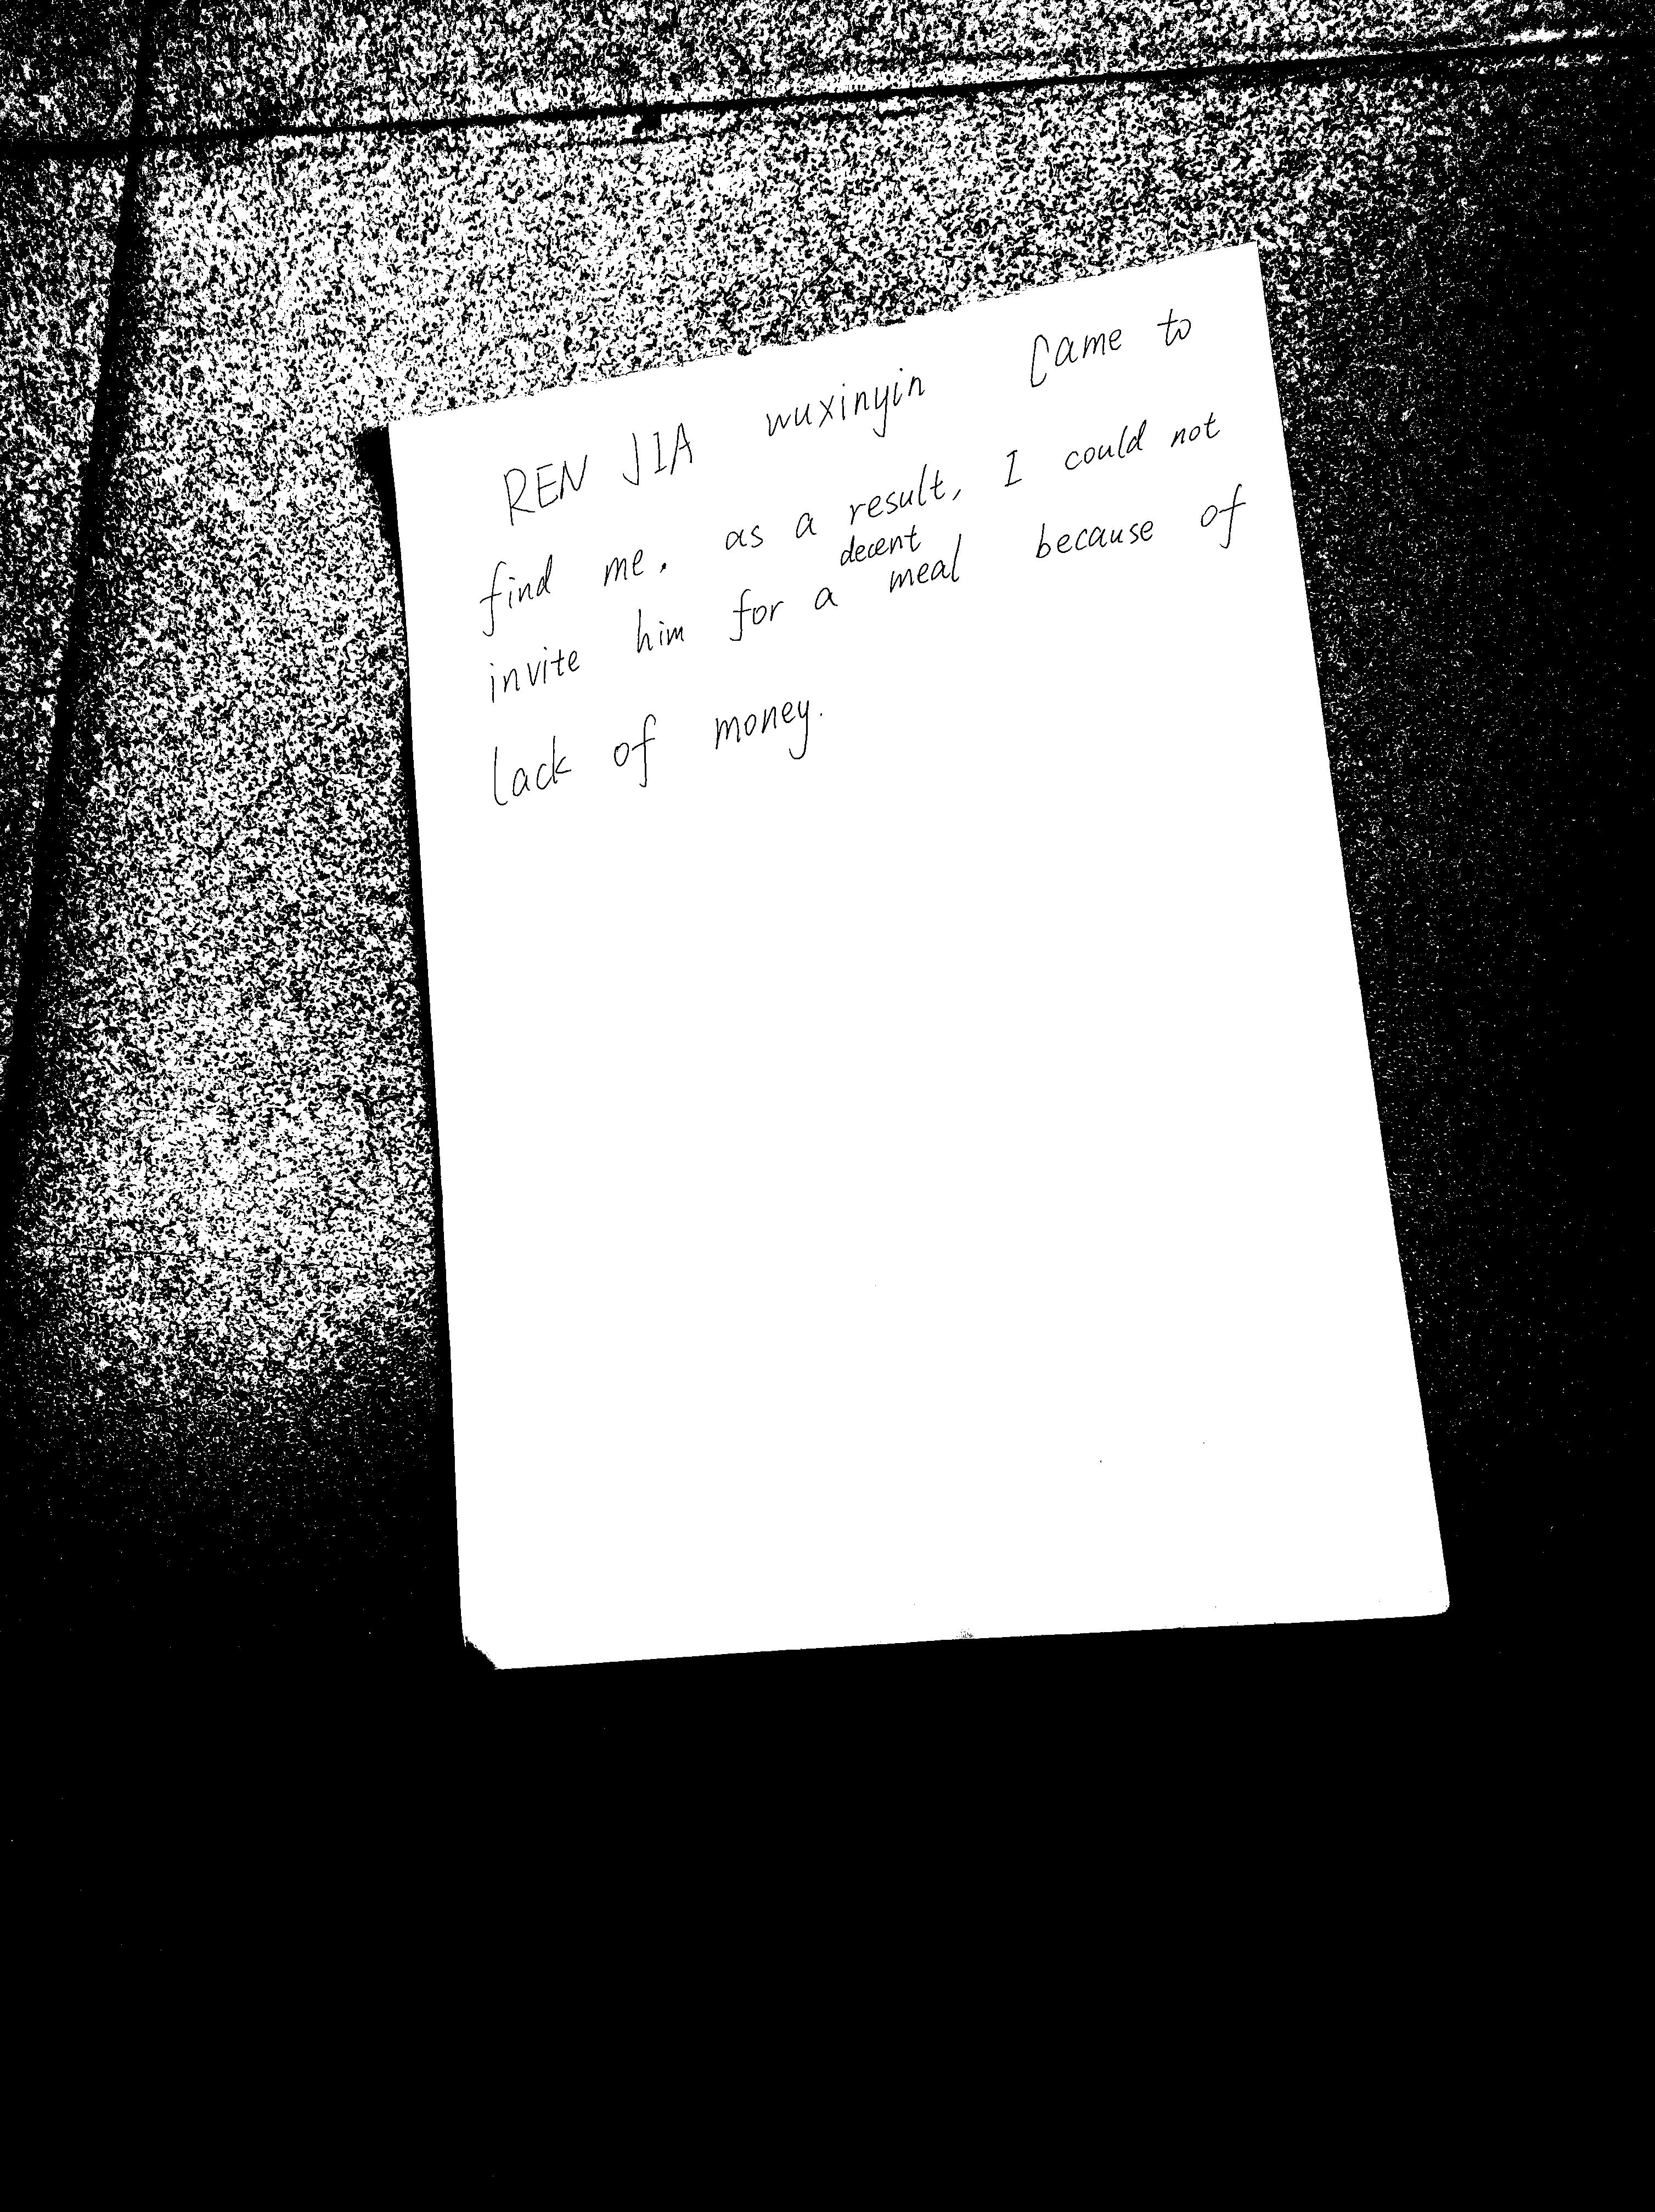 REN JIA wuxinyin Came to
find me. as a result, I could not
invite him for a decent meal because of
lack of money.